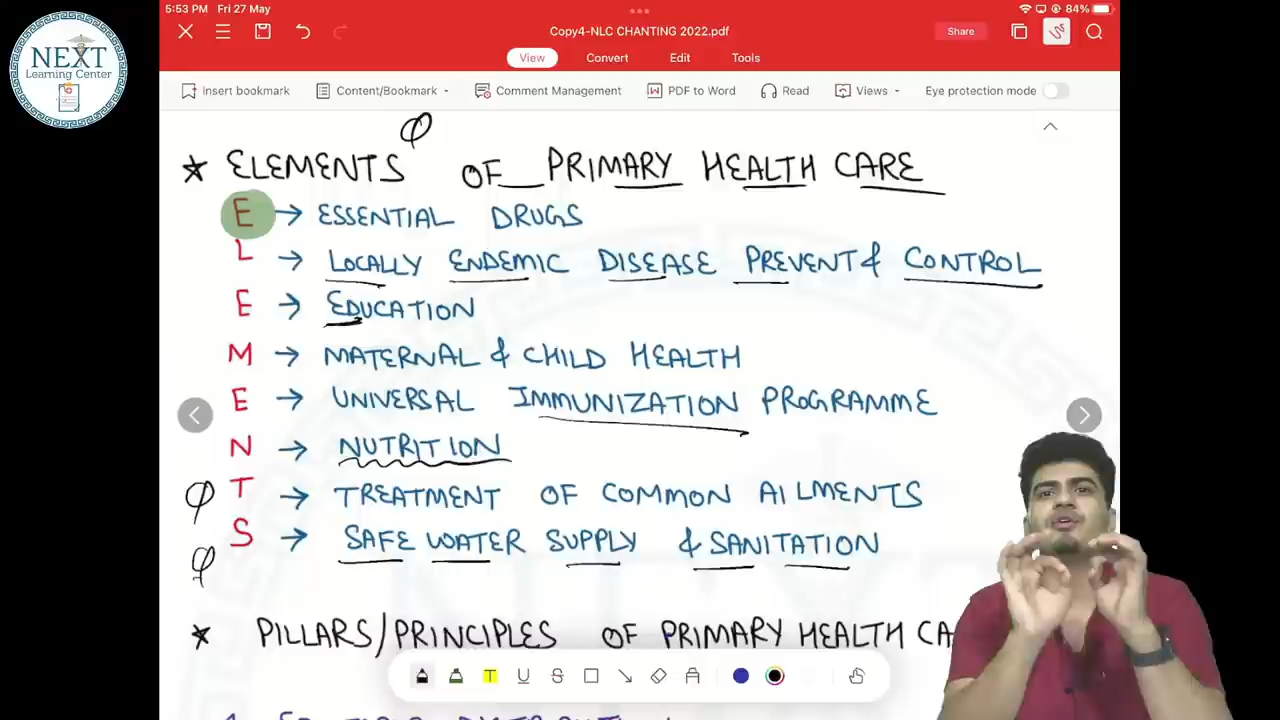 5:53 PM Fri 27 May
84%
NEXT
Learning Center
Copy4-NLC CHANTING 2022.pdf
Share
View Convert Edit Tools
Insert bookmark Content/Bookmark Comment Management PDF to Word Read Views Eye protection mode
★ ELEMENTS OF PRIMARY HEALTH CARE
E → ESSENTIAL DRUGS
L → LOCALLY ENDEMIC DISEASE PREVENT & CONTROL
E → EDUCATION
M → MATERNAL & CHILD HEALTH
E → UNIVERSAL IMMUNIZATION PROGRAMME
N → NUTRITION
T → TREATMENT OF COMMON AILMENTS
S → SAFE WATER SUPPLY & SANITATION
★ PILLARS/PRINCIPLES OF PRIMARY HEALTH CA